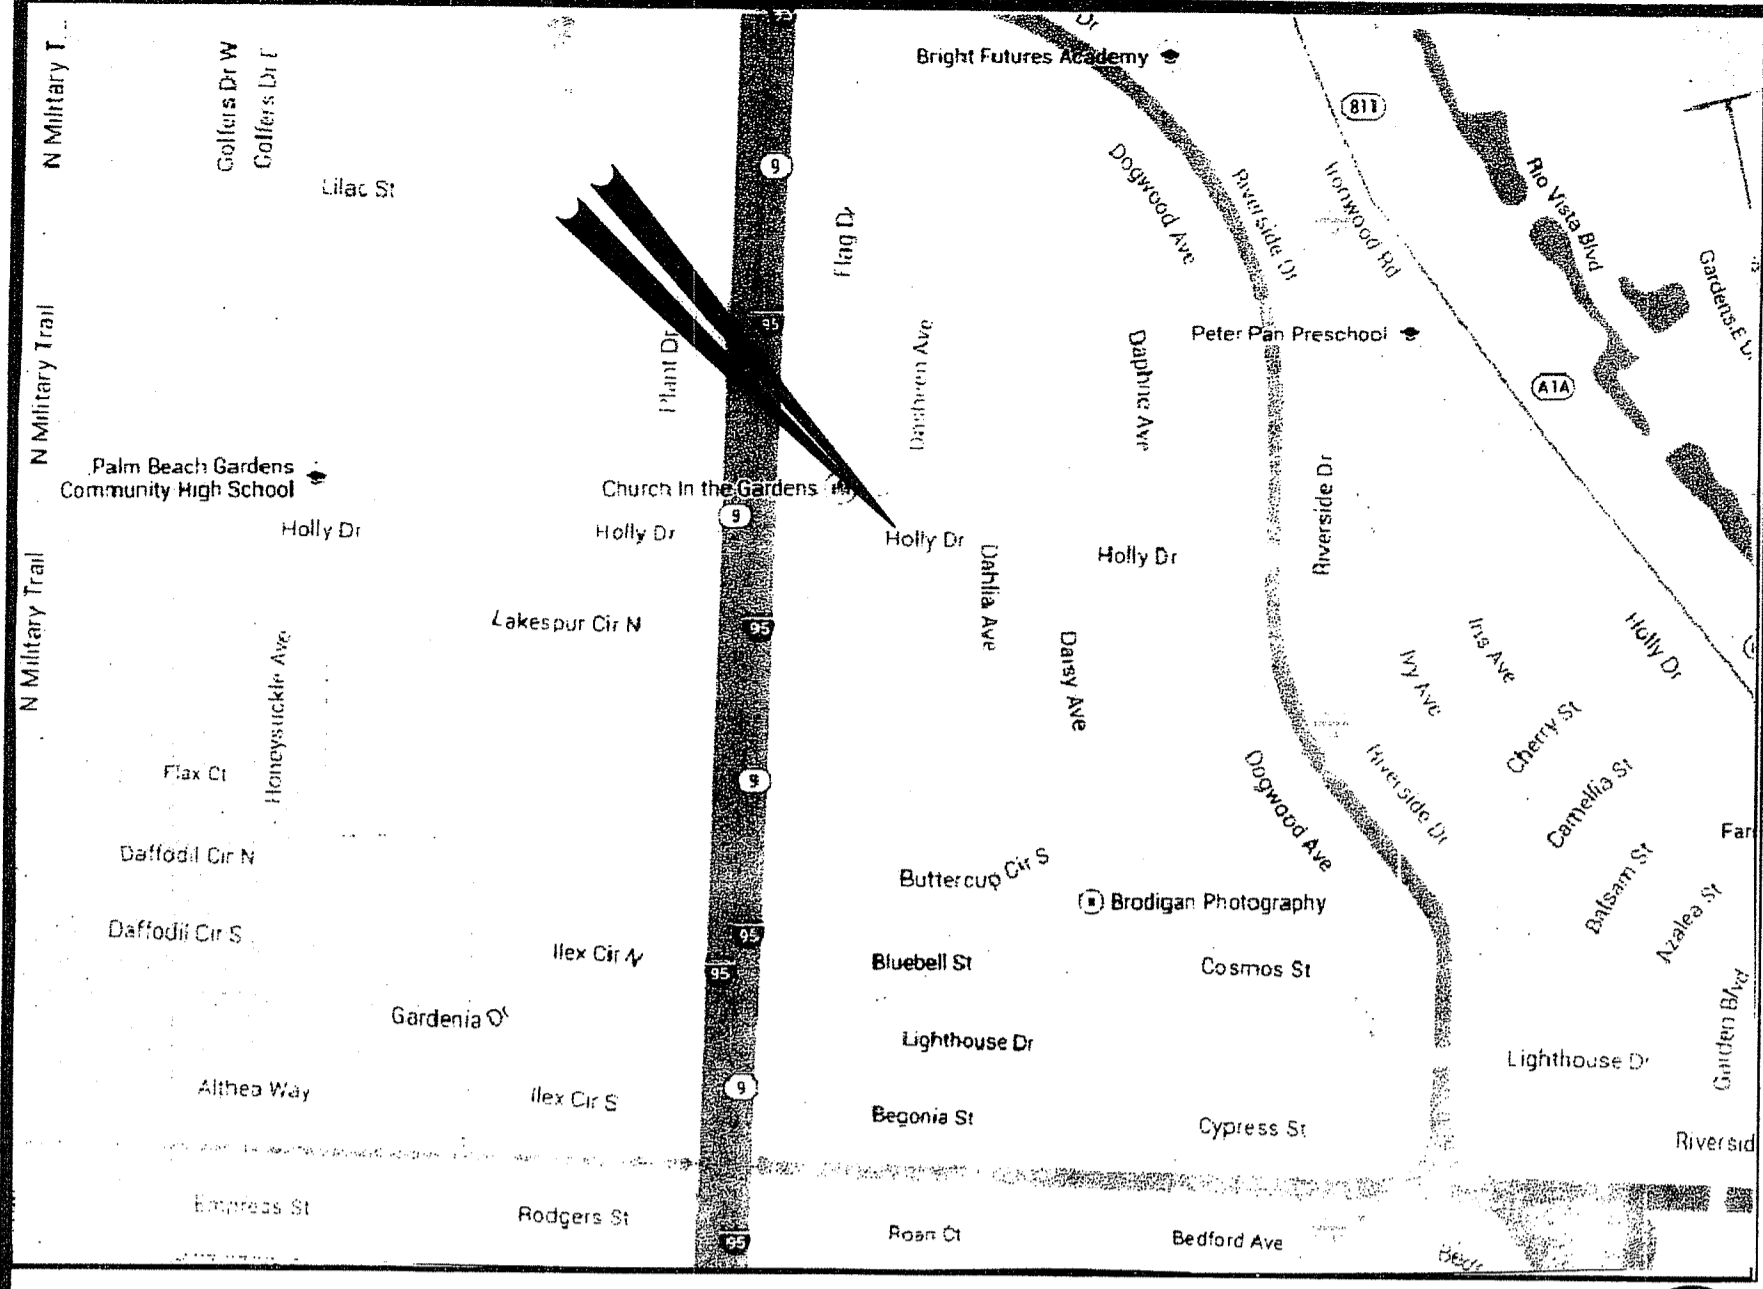 95
Dr
Bright Futures Academy
N Military T
Golfers Dr W
Golfers Dr E
811
9
Lilac St
Dogwood Ave
Riverside Dr
Ironwood Rd
Rio Vista Blvd
Flag Dr
Gardens E Dr
95
N Military Trail
Plant Dr
Dasheen Ave
Daphne Ave
Peter Pan Preschool
A1A
Palm Beach Gardens
Community High School
Church In the Gardens
9
Riverside Dr
Holly Dr
Holly Dr
Holly Dr
Holly Dr
Dahlia Ave
N Military Trail
Lakespur Cir N
95
Honeysuckle Ave
Daisy Ave
Ivy Ave
Iris Ave
Holly Dr
Cherry St
Flax Ct
9
Dogwood Ave
Riverside Dr
Camellia St
Far
Daffodil Cir N
Buttercup Cir S
Brodigan Photography
Balsam St
Azalea St
Daffodil Cir S
Ilex Cir N
95
95
Bluebell St
Cosmos St
Gardenia Dr
Lighthouse Dr
Lighthouse Dr
Garden Blvd
Althea Way
Ilex Cir S
9
Begonia St
Cypress St
Riversid
Empress St
Rodgers St
95
Roan Ct
Bedford Ave